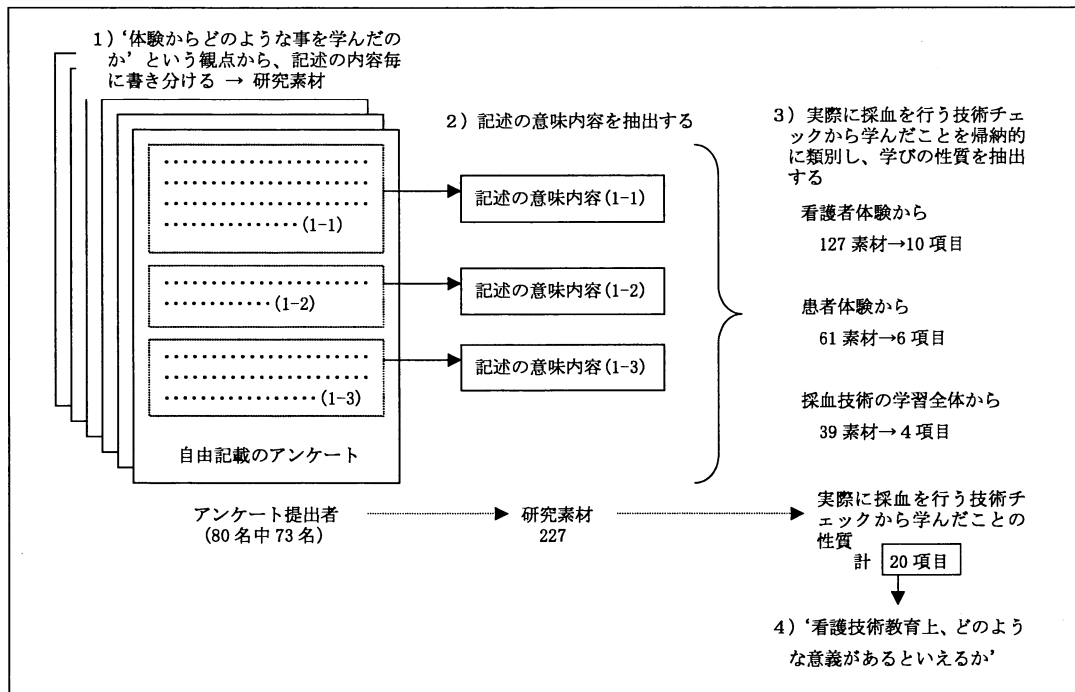 1)‘体験からどのような事を学んだの
か’という観点から、記述の内容毎
に書き分ける → 研究素材
(1-1)
(1-2)
(1-3)
自由記載のアンケート
2)記述の意味内容を抽出する
記述の意味内容(1-1)
記述の意味内容(1-2)
記述の意味内容(1-3)
3)実際に採血を行う技術チェ
ックから学んだことを帰納的
に類別し、学びの性質を抽出
する
看護者体験から
127 素材→10 項目
患者体験から
61 素材→6 項目
採血技術の学習全体から
39 素材→4 項目
アンケート提出者
(80 名中 73 名)
研究素材
227
実際に採血を行う技術チ
ェックから学んだことの
性質
計 20 項目
4)‘看護技術教育上、どのよう
な意義があるといえるか’